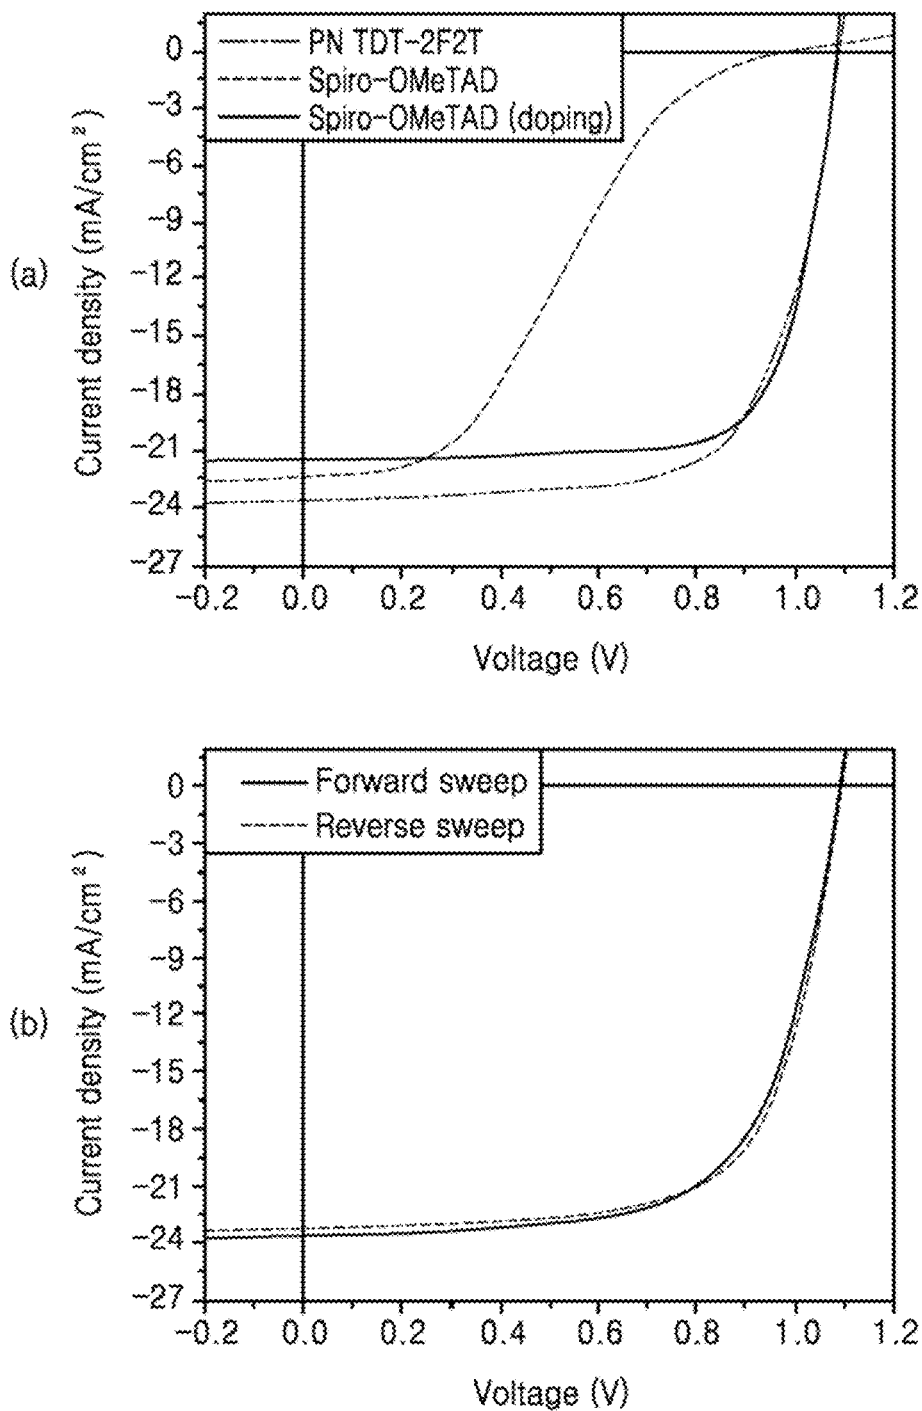 PN TDT-2F2T
Spiro-OMeTAD
Spiro-OMeTAD (doping)
0
-3
-6
-9
-12
-15
-18
-21
-24
-27
Current density (mA/cm²)
(a)
-0.2 0.0 0.2 0.4 0.6 0.8 1.0 1.2
Voltage (V)
Forward sweep
Reverse sweep
0
-3
-6
-9
-12
-15
-18
-21
-24
-27
Current density (mA/cm²)
(b)
-0.2 0.0 0.2 0.4 0.6 0.8 1.0 1.2
Voltage (V)